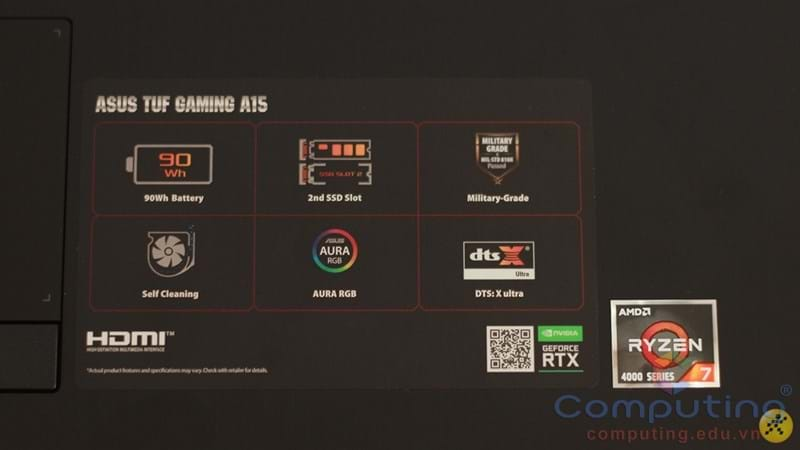 ASUS TUF GAMING A15
90
Wh
90Wh Battery
SSD SLOT 2
2nd SSD Slot
MILITARY
GRADE
MIL-STD 810H
Passed
Military-Grade
Self Cleaning
ASUS
AURA
RGB
AURA RGB
dts X
Ultra
DTS: X ultra
HDMI™
HIGH-DEFINITION MULTIMEDIA INTERFACE
*Actual product features and specifications may vary. Check with retailer for details.
NVIDIA
GEFORCE
RTX
AMD
RYZEN
4000 SERIES 7
Computing®
computing.edu.vn